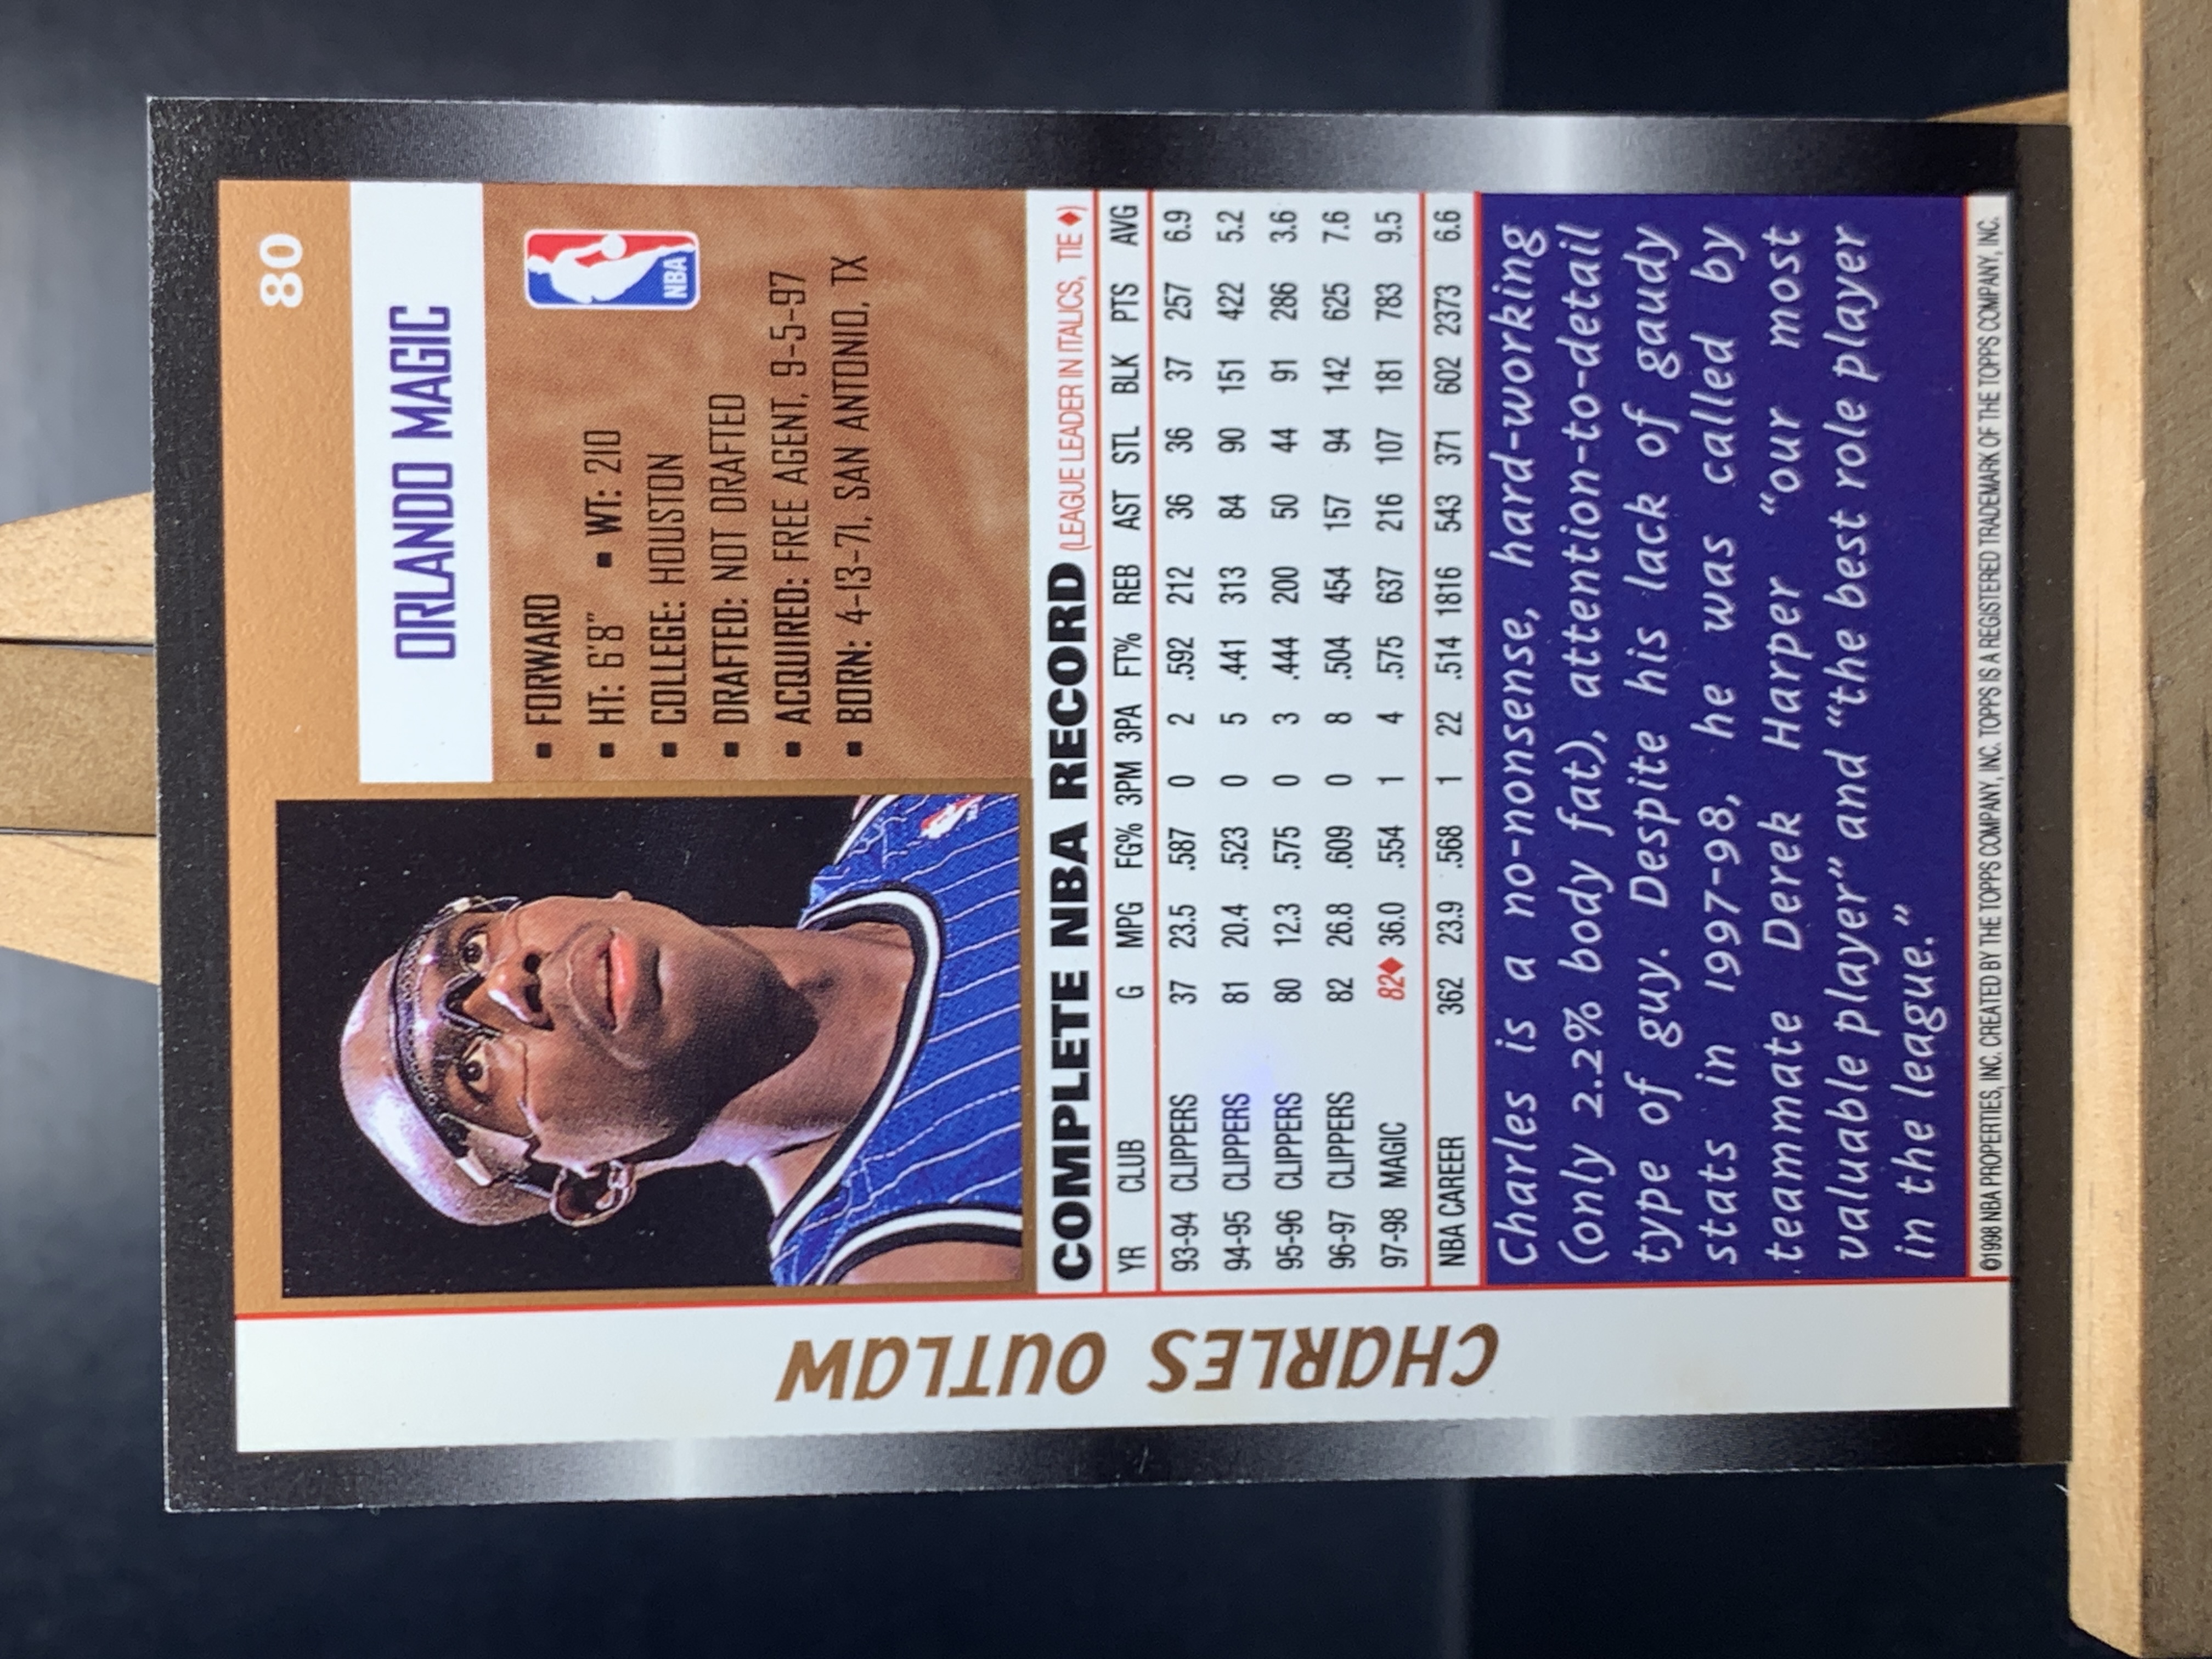 80
ORLANDO MAGIC
NBA
▪ FORWARD
▪ HT: 6'8" ▪ WT: 210
▪ COLLEGE: HOUSTON
▪ DRAFTED: NOT DRAFTED
▪ ACQUIRED: FREE AGENT, 9-5-97
▪ BORN: 4-13-71, SAN ANTONIO, TX
CHARLES OUTLAW
COMPLETE NBA RECORD (LEAGUE LEADER IN ITALICS, TIE ♦)
YR CLUB G MPG FG% 3PM 3PA FT% REB AST STL BLK PTS AVG
93-94 CLIPPERS 37 23.5 .587 0 2 .592 212 36 36 37 257 6.9
94-95 CLIPPERS 81 20.4 .523 0 5 .441 313 84 90 151 422 5.2
95-96 CLIPPERS 80 12.3 .575 0 3 .444 200 50 44 91 286 3.6
96-97 CLIPPERS 82 26.8 .609 0 8 .504 454 157 94 142 625 7.6
97-98 MAGIC 82♦ 36.0 .554 1 4 .575 637 216 107 181 783 9.5
NBA CAREER 362 23.9 .568 1 22 .514 1816 543 371 602 2373 6.6
Charles is a no-nonsense, hard-working
(only 2.2% body fat), attention-to-detail
type of guy. Despite his lack of gaudy
stats in 1997-98, he was called by
teammate Derek Harper "our most
valuable player" and "the best role player
in the league."
©1998 NBA PROPERTIES, INC. CREATED BY THE TOPPS COMPANY, INC. TOPPS IS A REGISTERED TRADEMARK OF THE TOPPS COMPANY, INC.